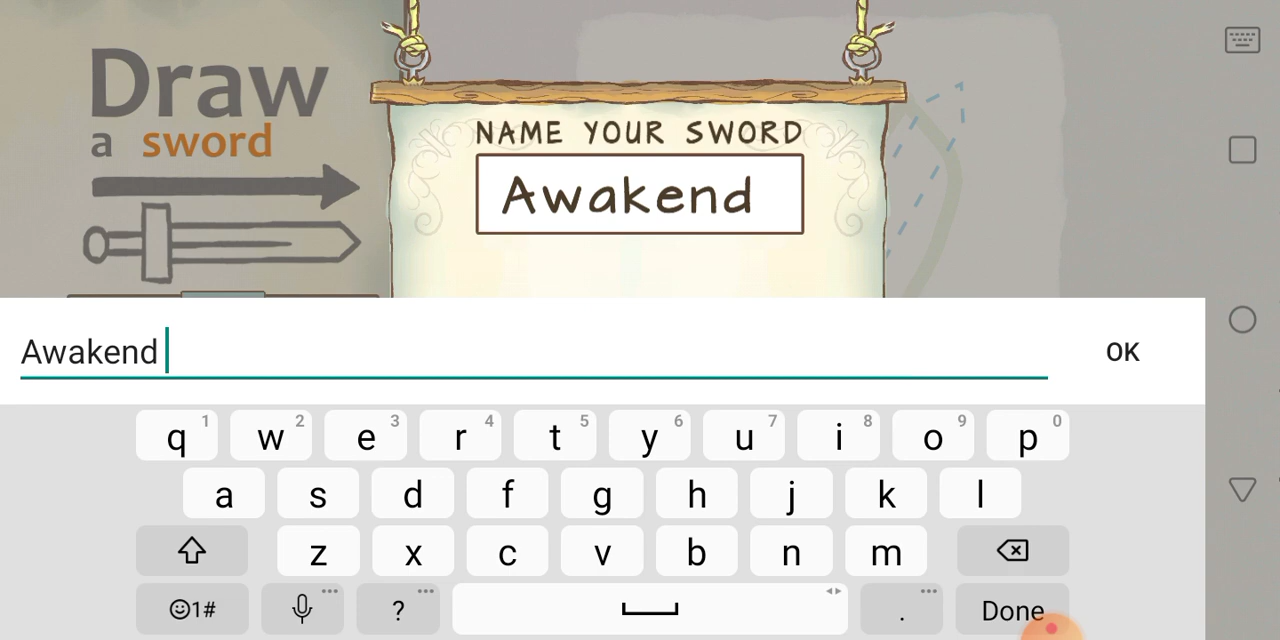 Draw
a sword
NAME YOUR SWORD
Awakend
Awakend
OK
q 1 w 2 e 3 r 4 t 5 y 6 u 7 i 8 o 9 p 0
a s d f g h j k l
z x c v b n m
1# ? . Done